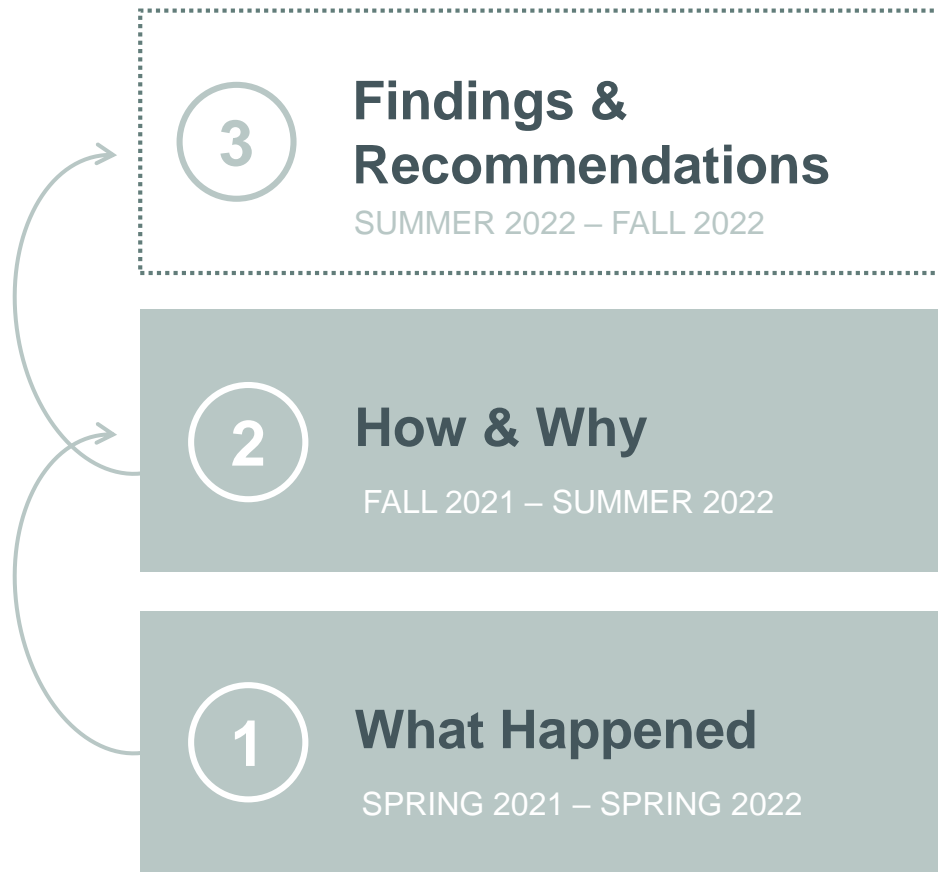 3
Findings &
Recommendations
SUMMER 2022 – FALL 2022
2
How & Why
FALL 2021 – SUMMER 2022
1
What Happened
SPRING 2021 – SPRING 2022